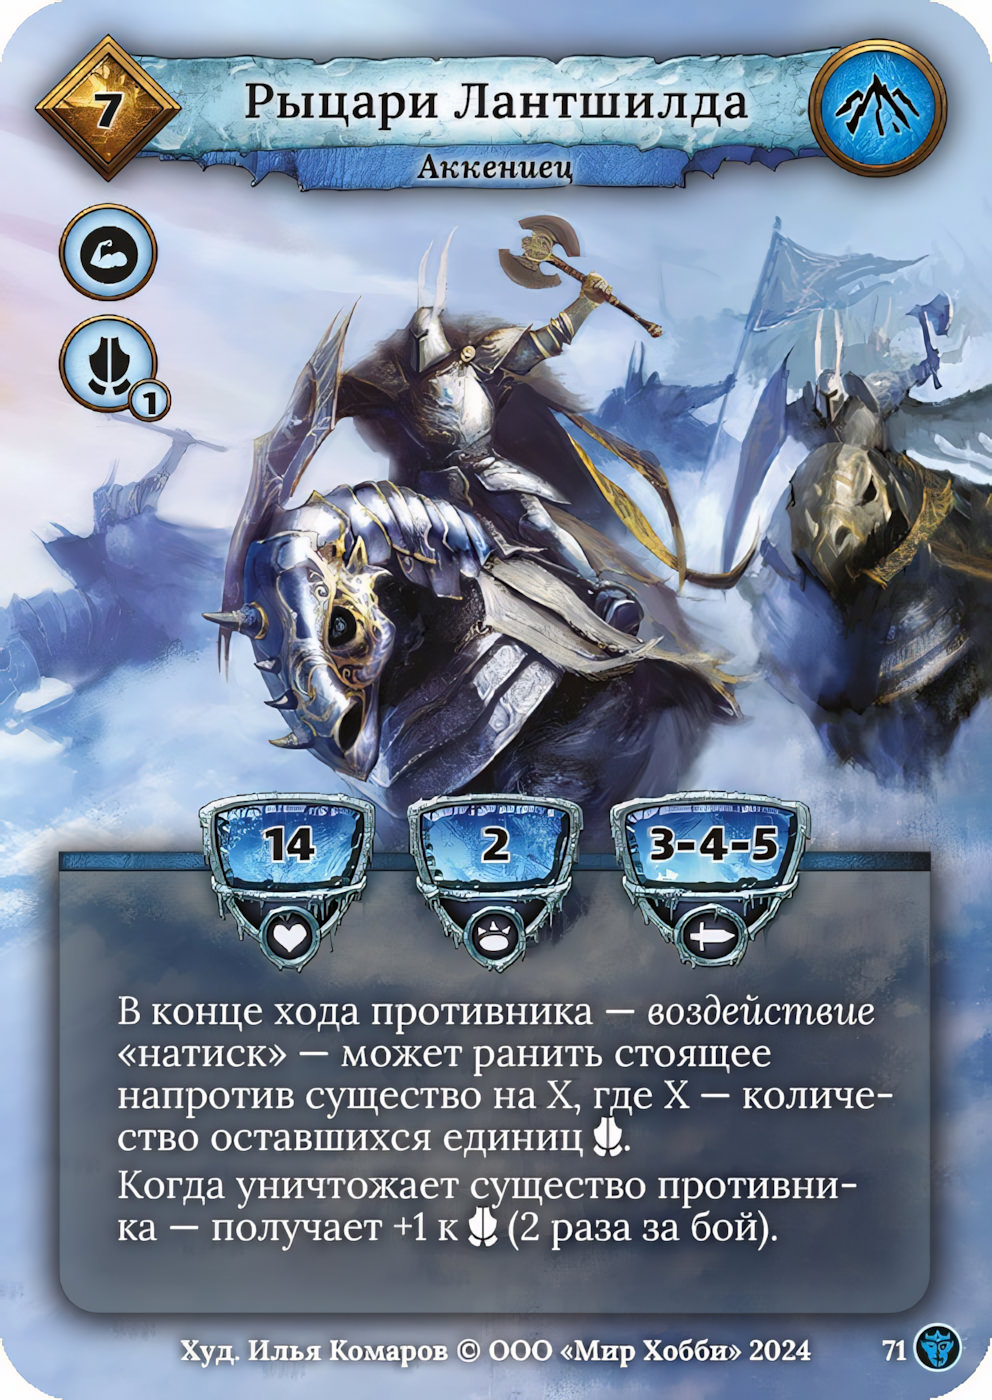 7
Рыцари Лантшилда
Аккениец
1
14
2
3-4-5
В конце хода противника — воздействие
«натиск» — может ранить стоящее
напротив существо на X, где X — количе-
ство оставшихся единиц .
Когда уничтожает существо противни-
ка — получает +1 к (2 раза за бой).
Худ. Илья Комаров © ООО «Мир Хобби» 2024
71